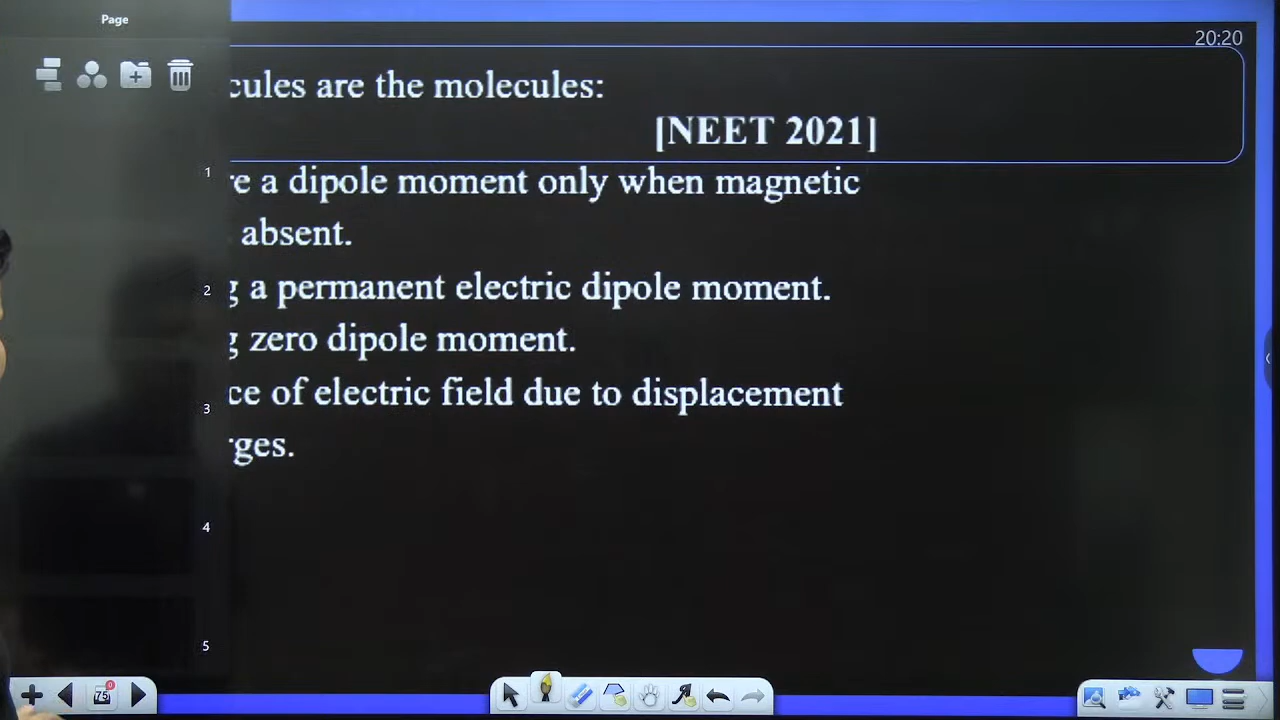 Page
20:20
cules are the molecules:
[NEET 2021]
1
e a dipole moment only when magnetic
absent.
2
g a permanent electric dipole moment.
g zero dipole moment.
ce of electric field due to displacement
3
rges.
4
5
75